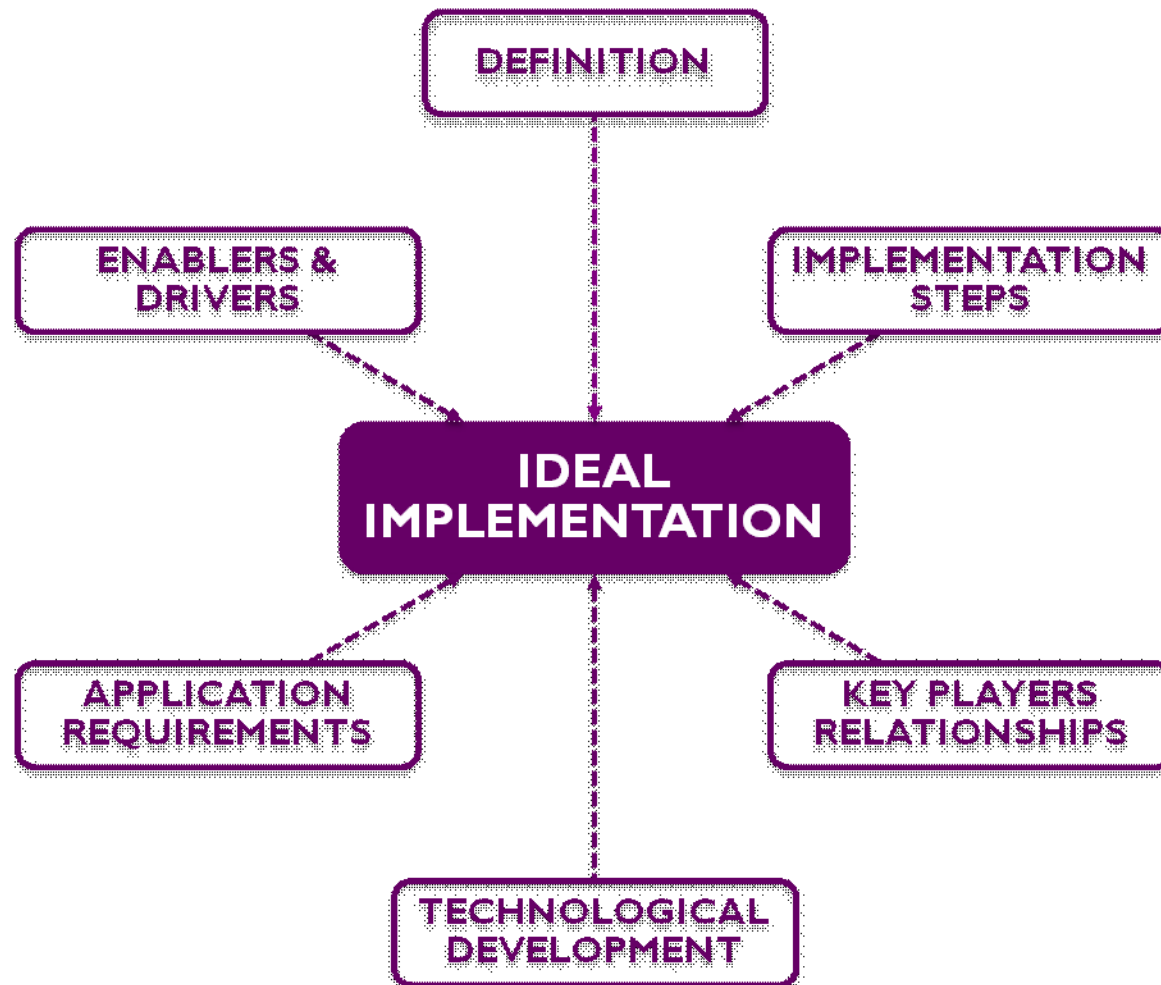 DEFINITION
ENABLERS &
DRIVERS
IMPLEMENTATION
STEPS
IDEAL
IMPLEMENTATION
APPLICATION
REQUIREMENTS
KEY PLAYERS
RELATIONSHIPS
TECHNOLOGICAL
DEVELOPMENT